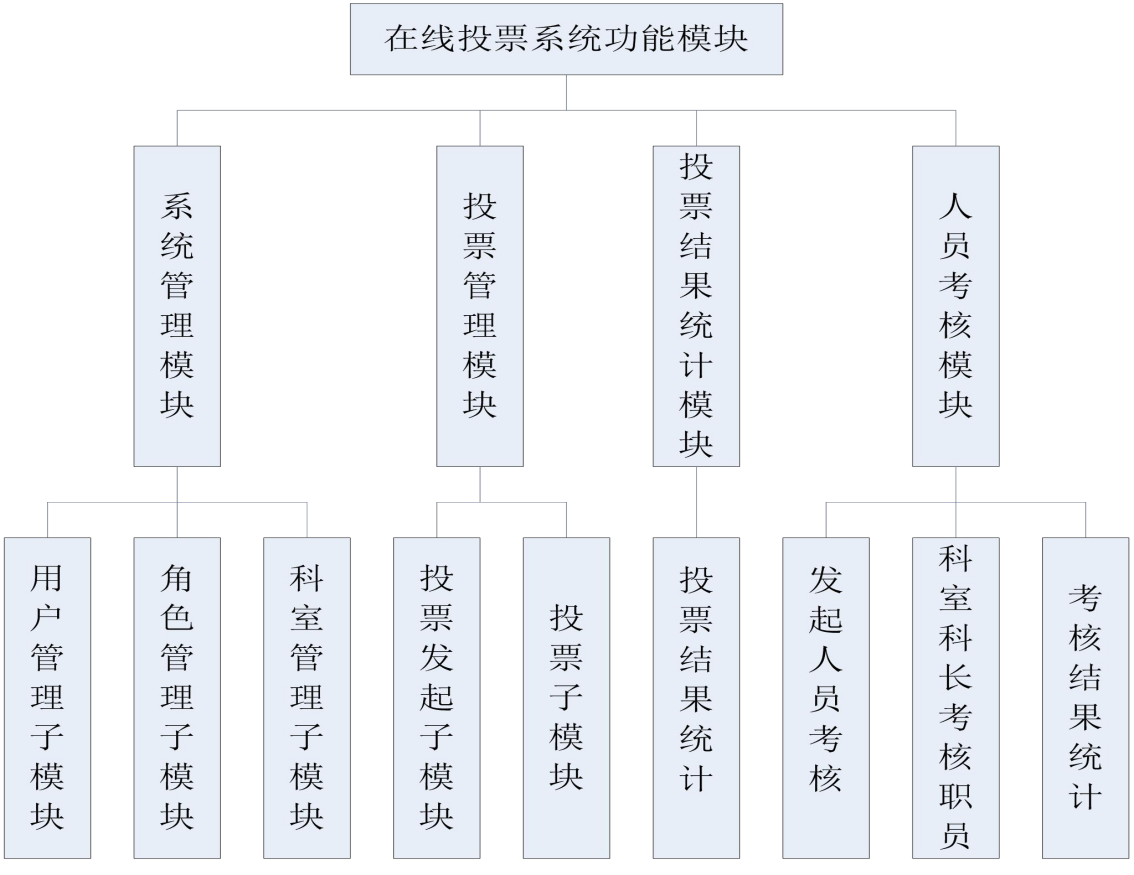 在线投票系统功能模块
系统管理模块
投票管理模块
投票结果统计模块
人员考核模块
用户管理子模块
角色管理子模块
科室管理子模块
投票发起子模块
投票子模块
投票结果统计
发起人员考核
科室科长考核职员
考核结果统计